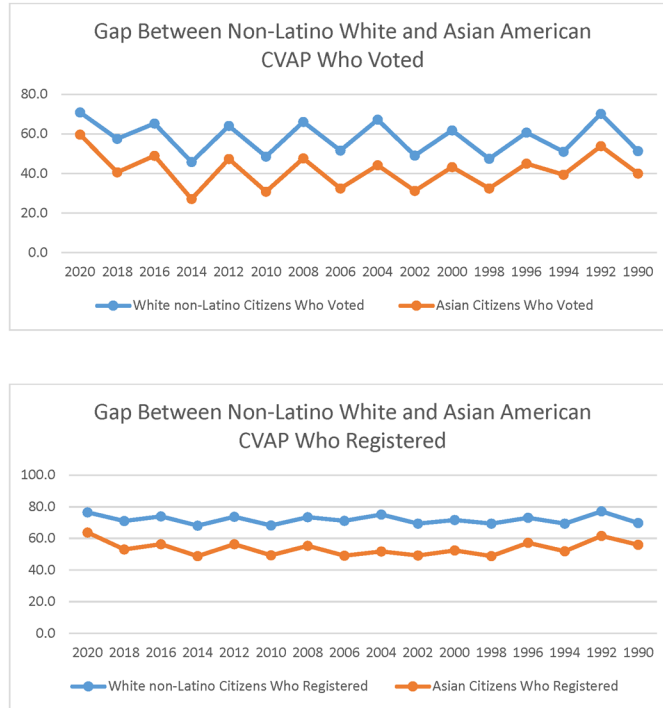 Gap Between Non-Latino White and Asian American
CVAP Who Voted
80.0
60.0
40.0
20.0
0.0
2020 2018 2016 2014 2012 2010 2008 2006 2004 2002 2000 1998 1996 1994 1992 1990
White non-Latino Citizens Who Voted Asian Citizens Who Voted
Gap Between Non-Latino White and Asian American
CVAP Who Registered
100.0
80.0
60.0
40.0
20.0
0.0
2020 2018 2016 2014 2012 2010 2008 2006 2004 2002 2000 1998 1996 1994 1992 1990
White non-Latino Citizens Who Registered Asian Citizens Who Registered